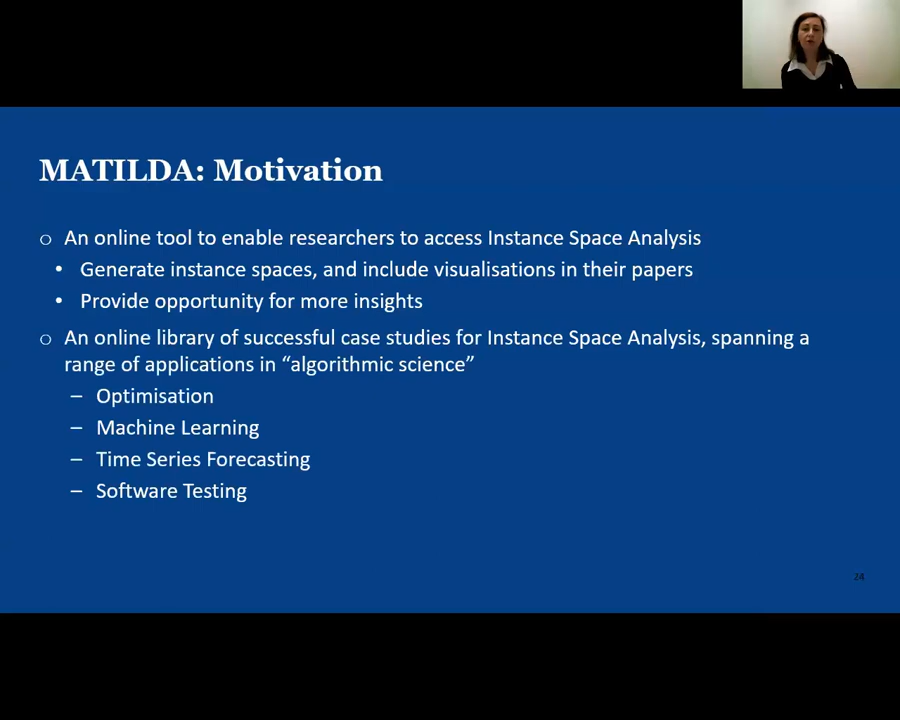 MATILDA: Motivation
o An online tool to enable researchers to access Instance Space Analysis
• Generate instance spaces, and include visualisations in their papers
• Provide opportunity for more insights
o An online library of successful case studies for Instance Space Analysis, spanning a
range of applications in “algorithmic science”
– Optimisation
– Machine Learning
– Time Series Forecasting
– Software Testing
24